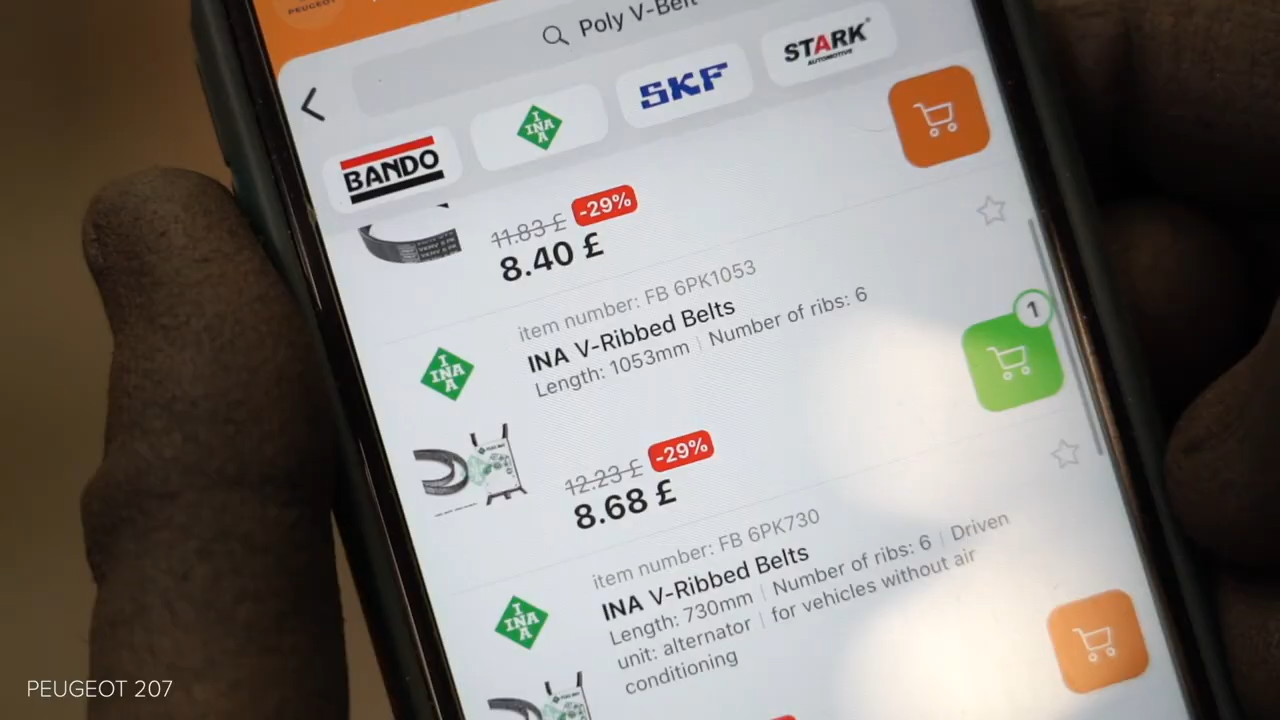 PEUGEOT
Poly V-Belt
BANDO
INA
SKF
STARK
AUTOMOTIVE
11.83 £ -29%
8.40 £
item number: FB 6PK1053
INA V-Ribbed Belts
Length: 1053mm | Number of ribs: 6
INA
1
12.23 £ -29%
8.68 £
item number: FB 6PK730
INA V-Ribbed Belts
Length: 730mm | Number of ribs: 6 | Driven
unit: alternator | for vehicles without air
conditioning
INA
PEUGEOT 207